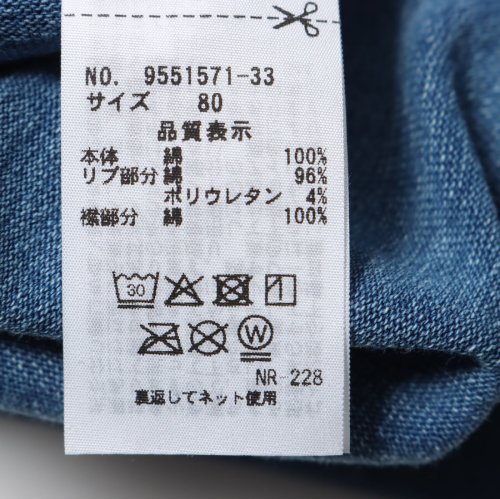 NO. 9551571-33
サイズ 80
品質表示
本体 綿 100%
リブ部分 綿 96%
ポリウレタン 4%
襟部分 綿 100%
30
W
NR-228
裏返してネット使用